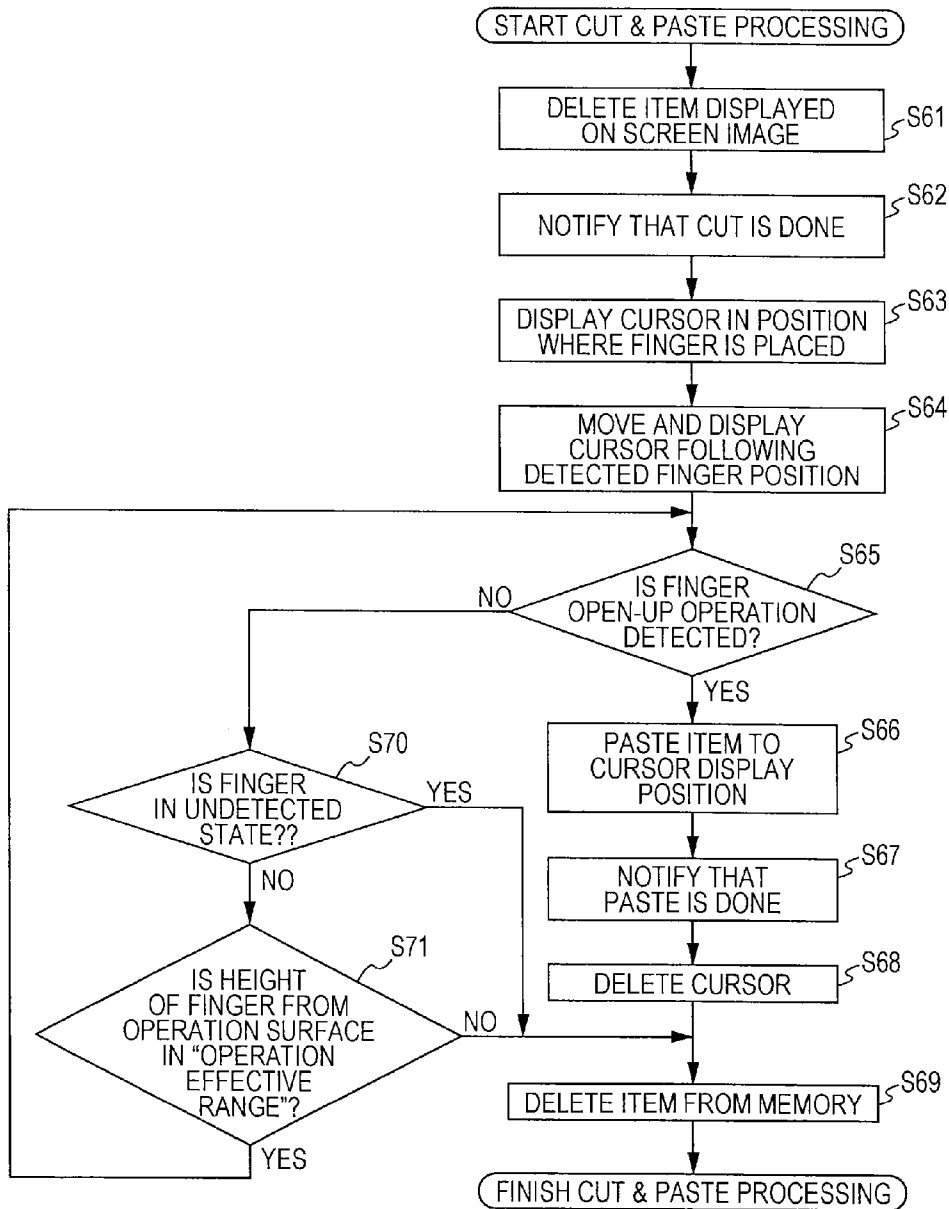 START CUT & PASTE PROCESSING
DELETE ITEM DISPLAYED
ON SCREEN IMAGE
S61
NOTIFY THAT CUT IS DONE
S62
DISPLAY CURSOR IN POSITION
WHERE FINGER IS PLACED
S63
MOVE AND DISPLAY
CURSOR FOLLOWING
DETECTED FINGER POSITION
S64
IS FINGER
OPEN-UP OPERATION
DETECTED?
S65
NO
YES
PASTE ITEM TO
CURSOR DISPLAY
POSITION
S66
NOTIFY THAT
PASTE IS DONE
S67
DELETE CURSOR
S68
IS FINGER
IN UNDETECTED
STATE??
S70
YES
NO
IS HEIGHT
OF FINGER FROM
OPERATION SURFACE
IN “OPERATION
EFFECTIVE
RANGE”?
S71
NO
YES
DELETE ITEM FROM MEMORY
S69
FINISH CUT & PASTE PROCESSING